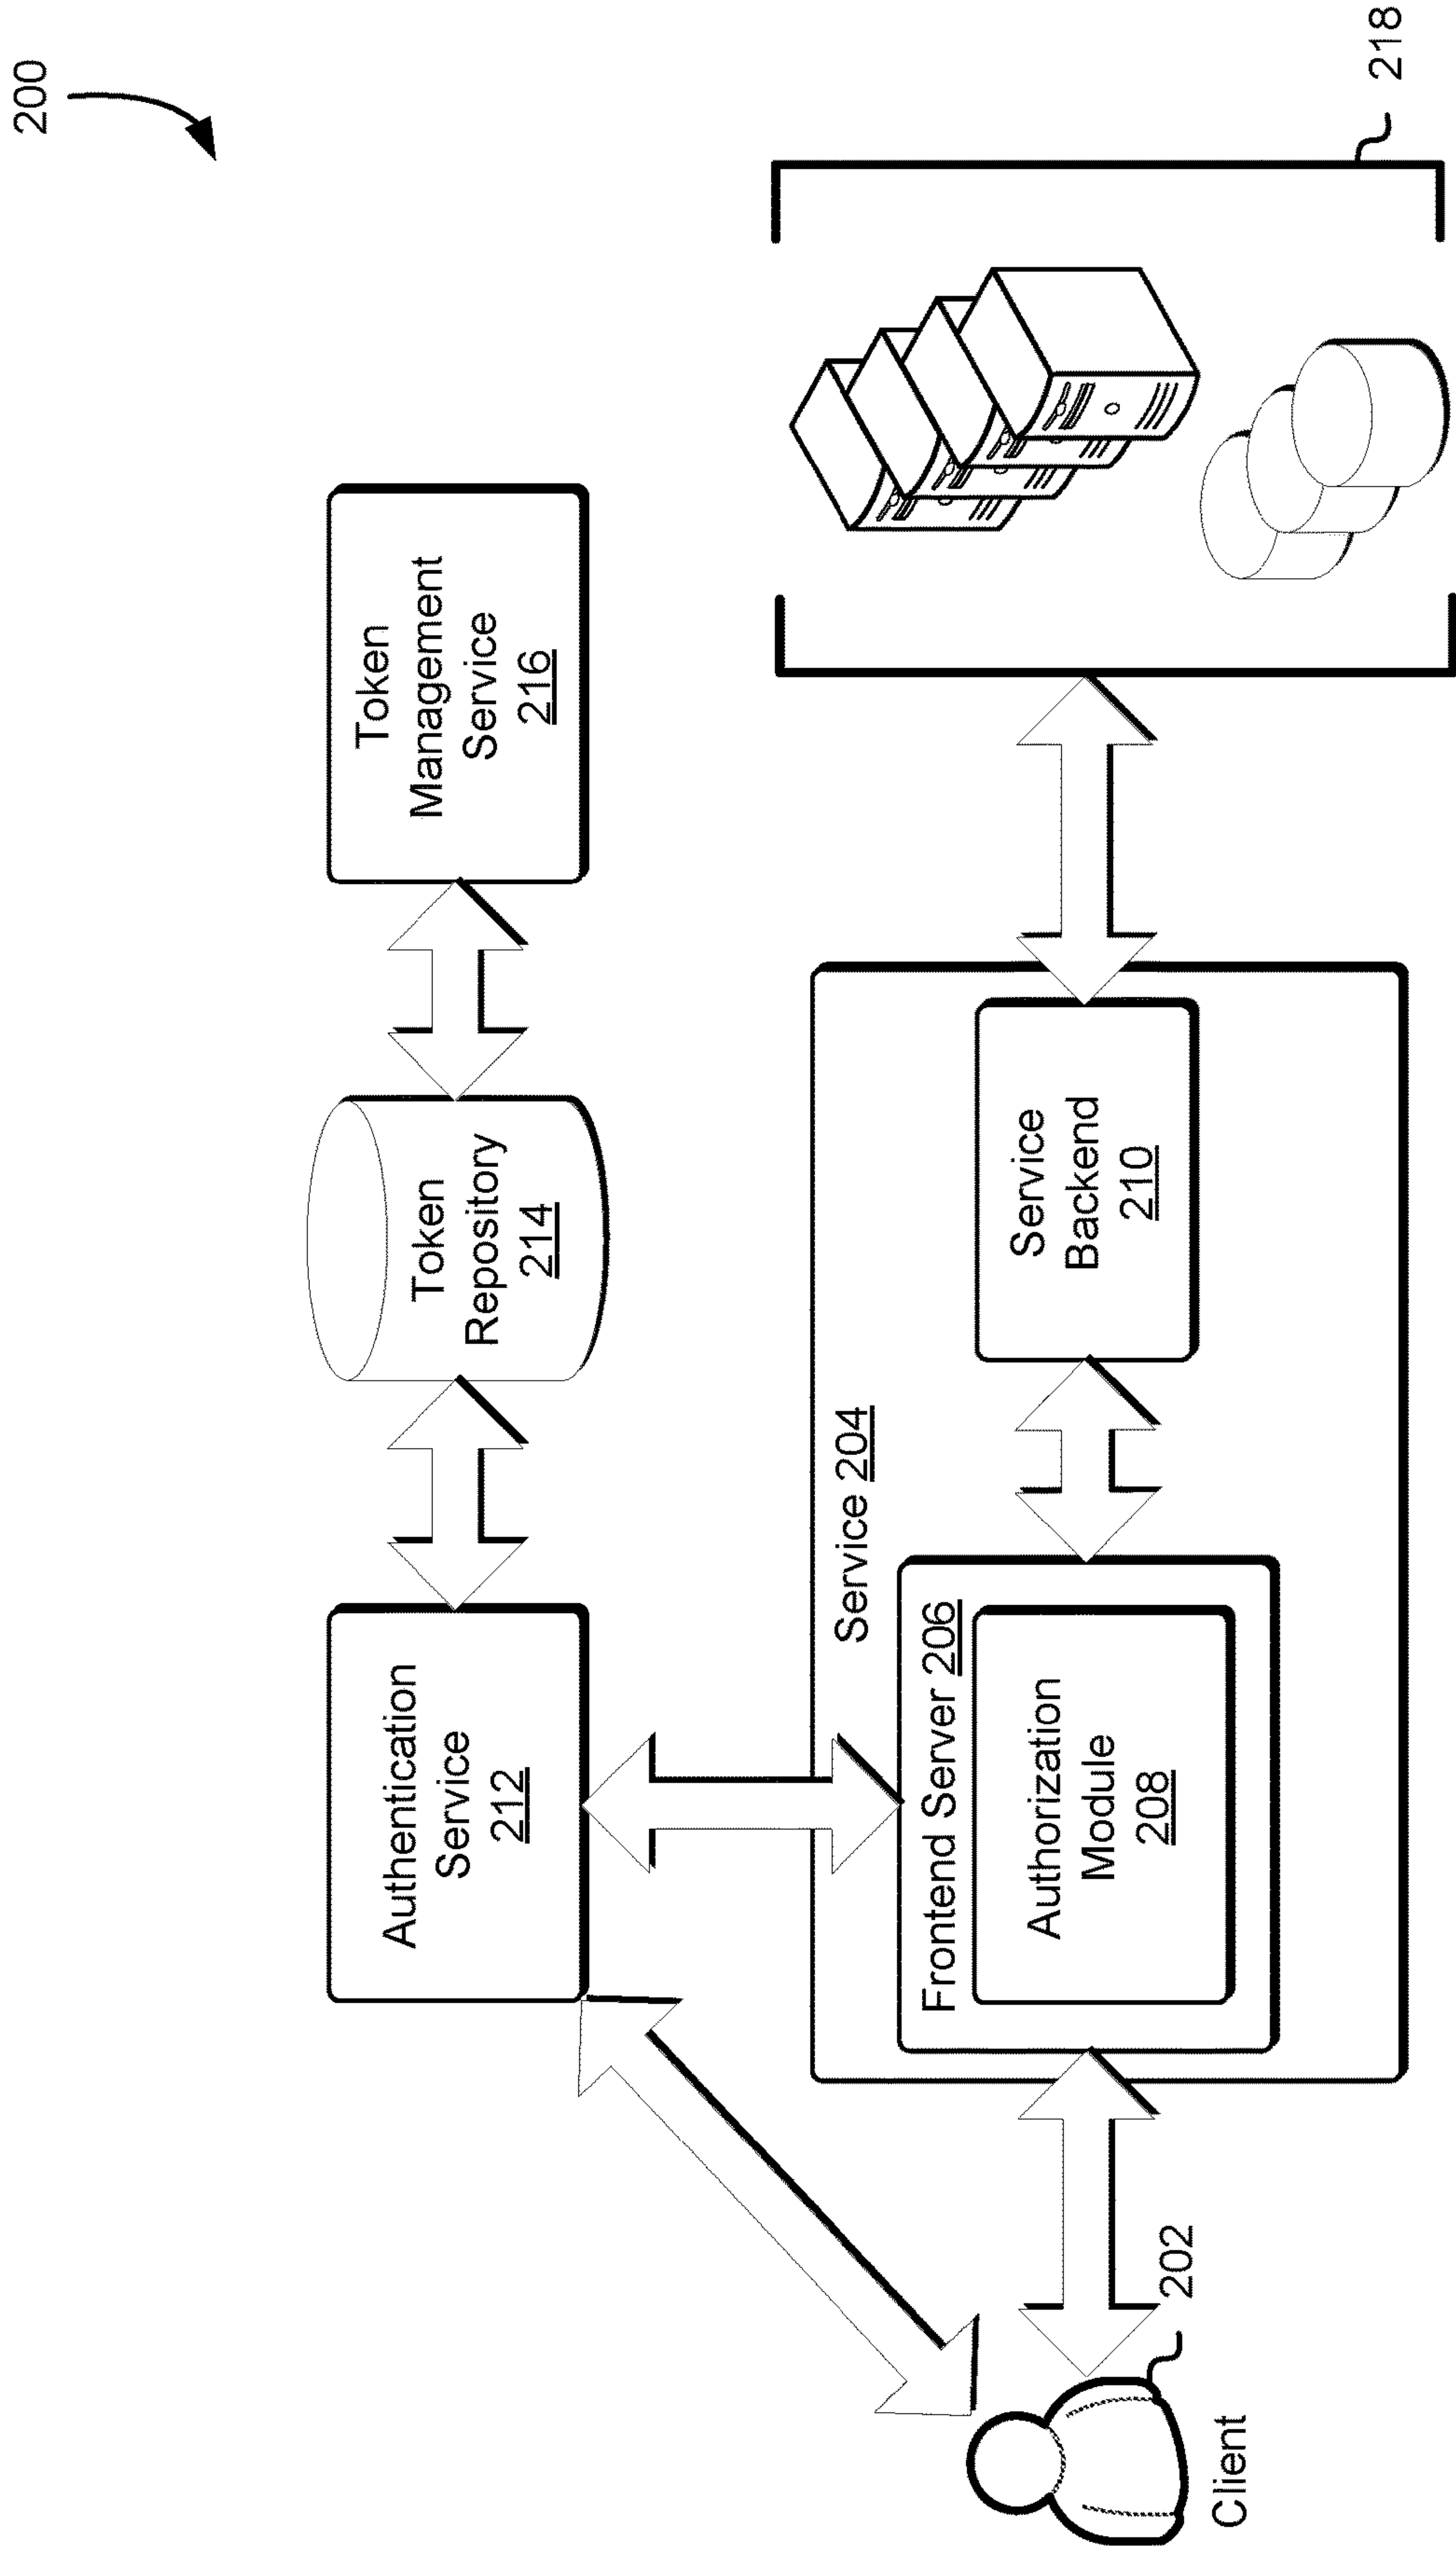 200
Authentication
Service
212
Token
Repository
214
Token
Management
Service
216
Service 204
Frontend Server 206
Authorization
Module
208
Service
Backend
210
202
Client
218